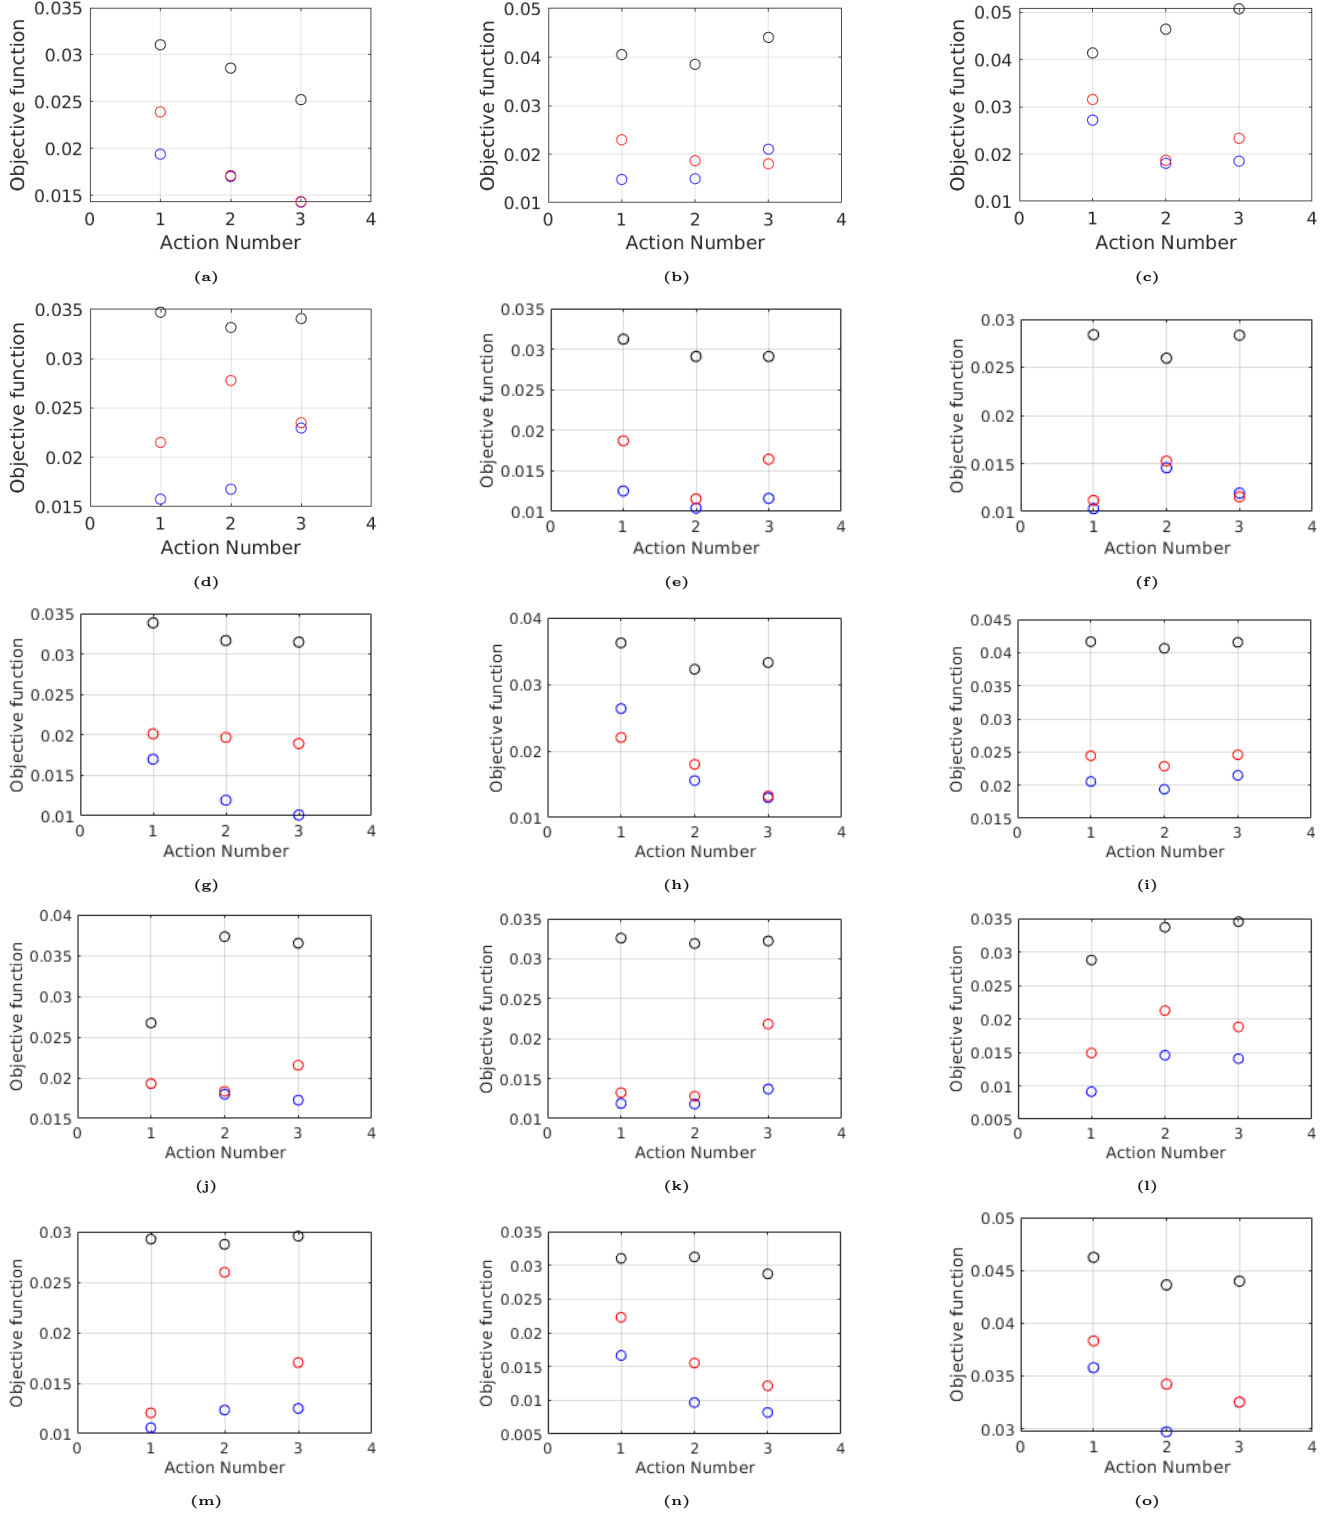 0.035
0.03
0.025
0.02
0.015
Objective function
0 1 2 3 4
Action Number
(a)
0.05
0.04
0.03
0.02
0.01
Objective function
0 1 2 3 4
Action Number
(b)
0.05
0.04
0.03
0.02
0.01
Objective function
0 1 2 3 4
Action Number
(c)
0.035
0.03
0.025
0.02
0.015
Objective function
0 1 2 3 4
Action Number
(d)
0.035
0.03
0.025
0.02
0.015
0.01
Objective function
0 1 2 3 4
Action Number
(e)
0.03
0.025
0.02
0.015
0.01
Objective function
0 1 2 3 4
Action Number
(f)
0.035
0.03
0.025
0.02
0.015
0.01
Objective function
0 1 2 3 4
Action Number
(g)
0.04
0.03
0.02
0.01
Objective function
0 1 2 3 4
Action Number
(h)
0.045
0.04
0.035
0.03
0.025
0.02
0.015
Objective function
0 1 2 3 4
Action Number
(i)
0.04
0.035
0.03
0.025
0.02
0.015
Objective function
0 1 2 3 4
Action Number
(j)
0.035
0.03
0.025
0.02
0.015
0.01
Objective function
0 1 2 3 4
Action Number
(k)
0.035
0.03
0.025
0.02
0.015
0.01
0.005
Objective function
0 1 2 3 4
Action Number
(l)
0.03
0.025
0.02
0.015
0.01
Objective function
0 1 2 3 4
Action Number
(m)
0.035
0.03
0.025
0.02
0.015
0.01
0.005
Objective function
0 1 2 3 4
Action Number
(n)
0.05
0.045
0.04
0.035
0.03
Objective function
0 1 2 3 4
Action Number
(o)